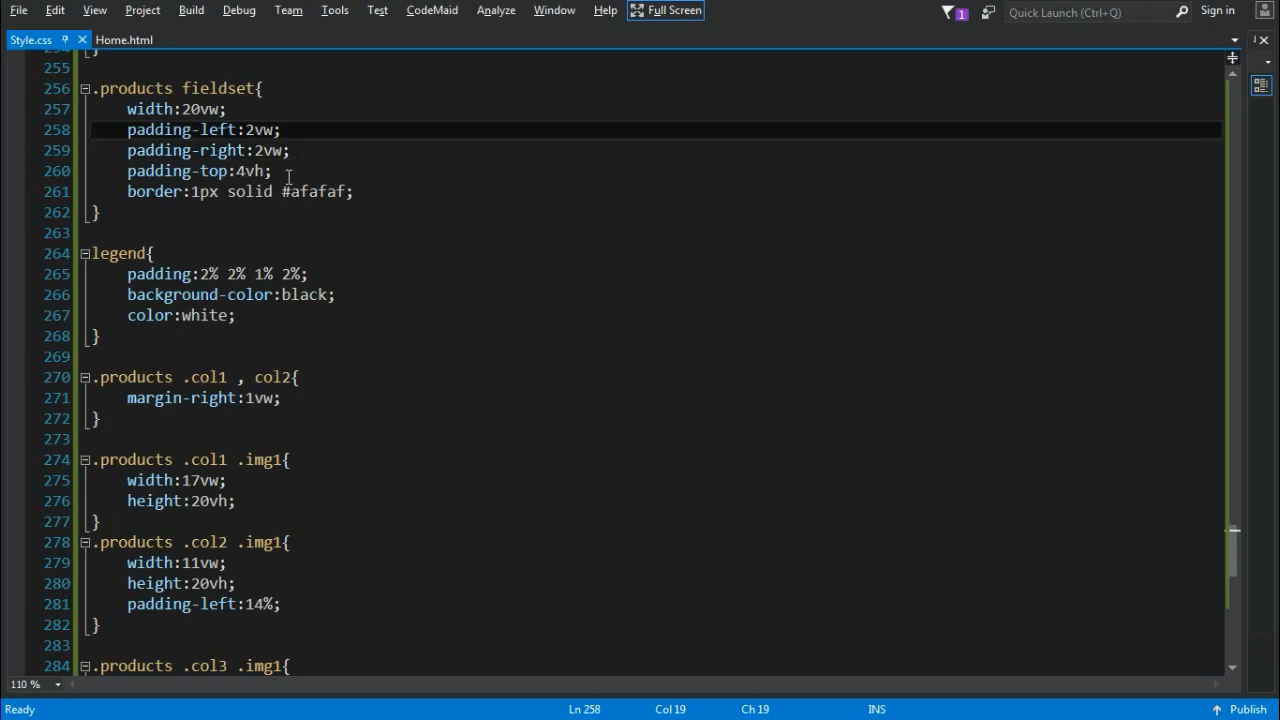 File Edit View Project Build Debug Team Tools Test CodeMaid Analyze Window Help Full Screen 1 Quick Launch (Ctrl+Q) Sign in
Style.css Home.html
255
256 .products fieldset{
257 width:20vw;
258 padding-left:2vw;
259 padding-right:2vw;
260 padding-top:4vh;
261 border:1px solid #afafaf;
262 }
263
264 legend{
265 padding:2% 2% 1% 2%;
266 background-color:black;
267 color:white;
268 }
269
270 .products .col1 , col2{
271 margin-right:1vw;
272 }
273
274 .products .col1 .img1{
275 width:17vw;
276 height:20vh;
277 }
278 .products .col2 .img1{
279 width:11vw;
280 height:20vh;
281 padding-left:14%;
282 }
283
284 .products .col3 .img1{
110 %
Ready Ln 258 Col 19 Ch 19 INS Publish